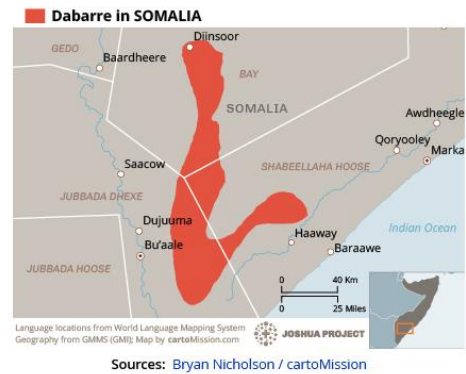 Dabarre in SOMALIA
Diinsoor
GEDO
Baardheere
BAY
SOMALIA
Awdheegle
Qoryooley
Marka
SHABEELLAHA HOOSE
Saacow
JUBBADA DHEXE
Dujuuma
Bu'aale
Haaway
Baraawe
Indian Ocean
JUBBADA HOOSE
0 40 Km
0 25 Miles
Language locations from World Language Mapping System
Geography from GMMS (GMI); Map by cartoMission.com
JOSHUA PROJECT
Sources: Bryan Nicholson / cartoMission